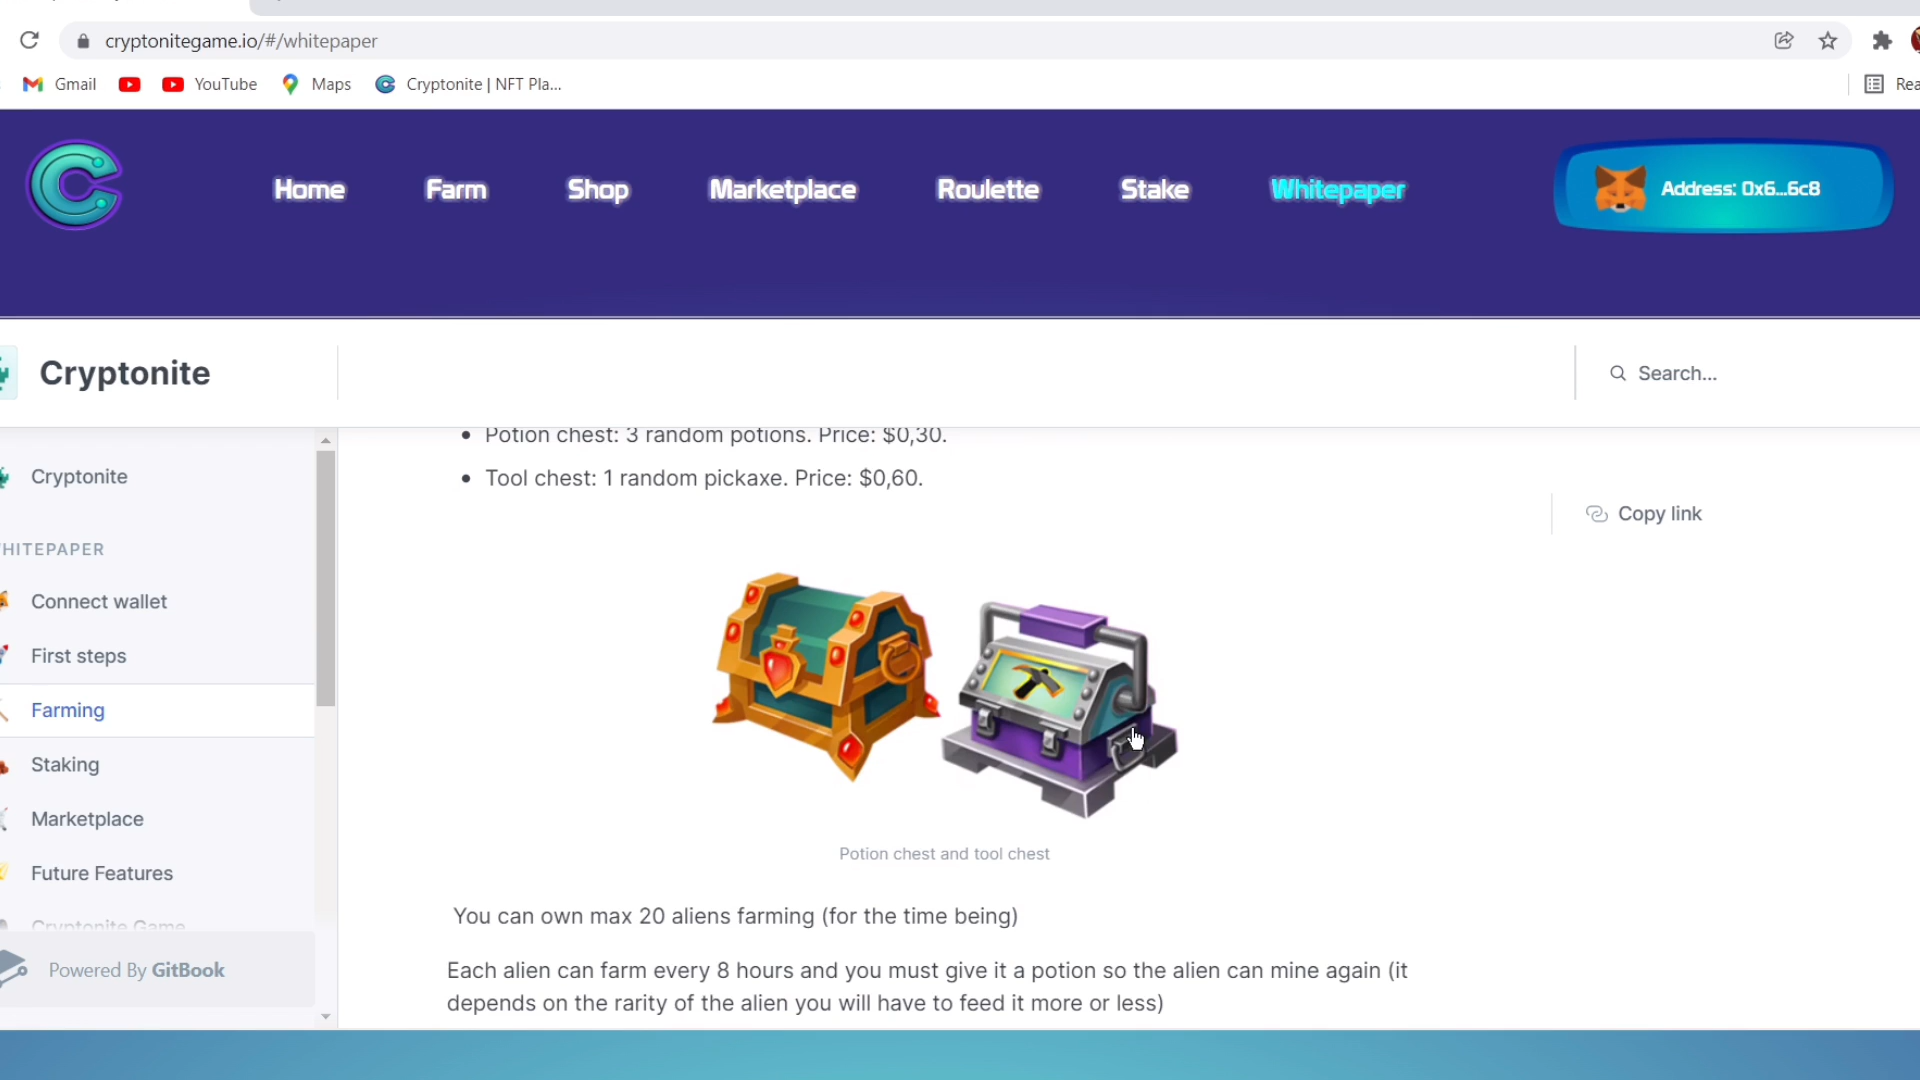 cryptonitegame.io/#/whitepaper
Gmail
YouTube
Maps
Cryptonite | NFT Pla...
Home
Farm
Shop
Marketplace
Roulette
Stake
Whitepaper
Address: 0x6...6c8
Cryptonite
Search...
Potion chest: 3 random potions. Price: $0,30.
Tool chest: 1 random pickaxe. Price: $0,60.
Copy link
Cryptonite
HITEPAPER
Connect wallet
First steps
Farming
Staking
Marketplace
Future Features
Cryptonite Game
Powered By GitBook
Potion chest and tool chest
You can own max 20 aliens farming (for the time being)
Each alien can farm every 8 hours and you must give it a potion so the alien can mine again (it
depends on the rarity of the alien you will have to feed it more or less)